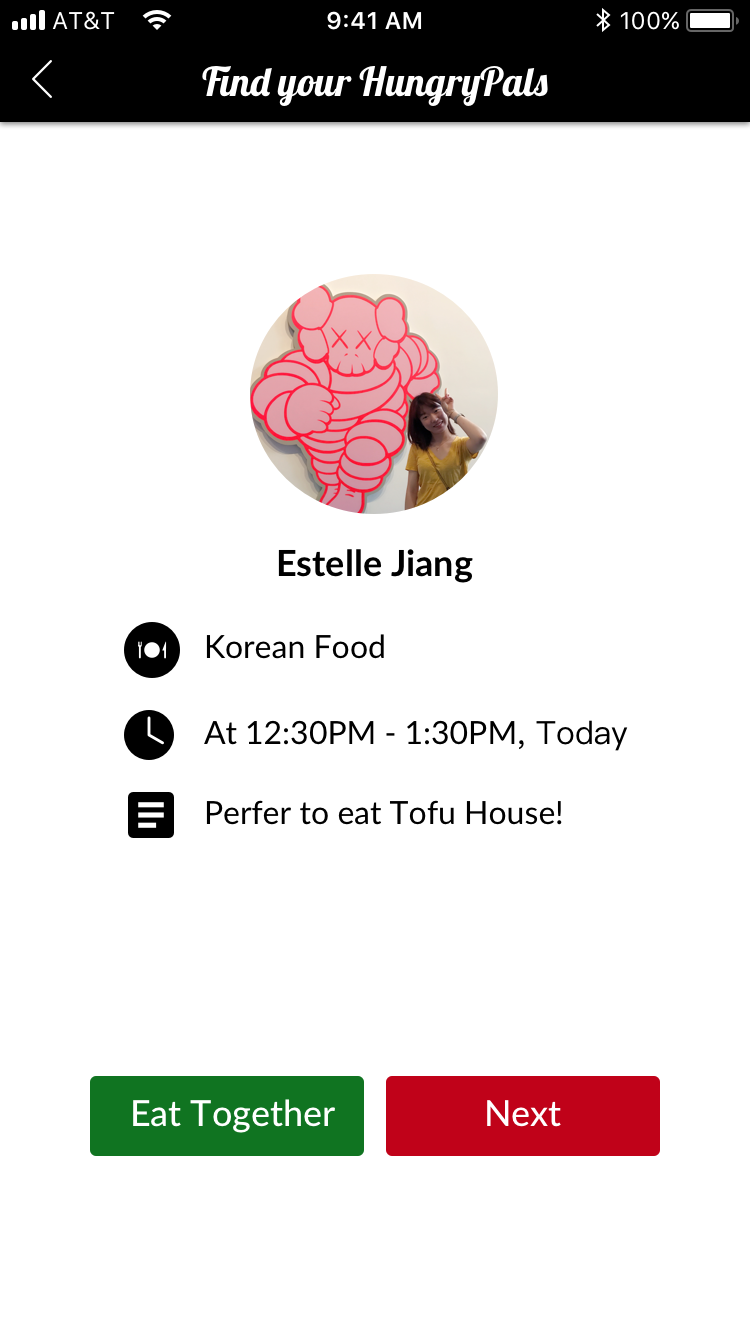 AT&T 9:41 AM 100%
Find your HungryPals
Estelle Jiang
Korean Food
At 12:30PM - 1:30PM, Today
Perfer to eat Tofu House!
Eat Together Next